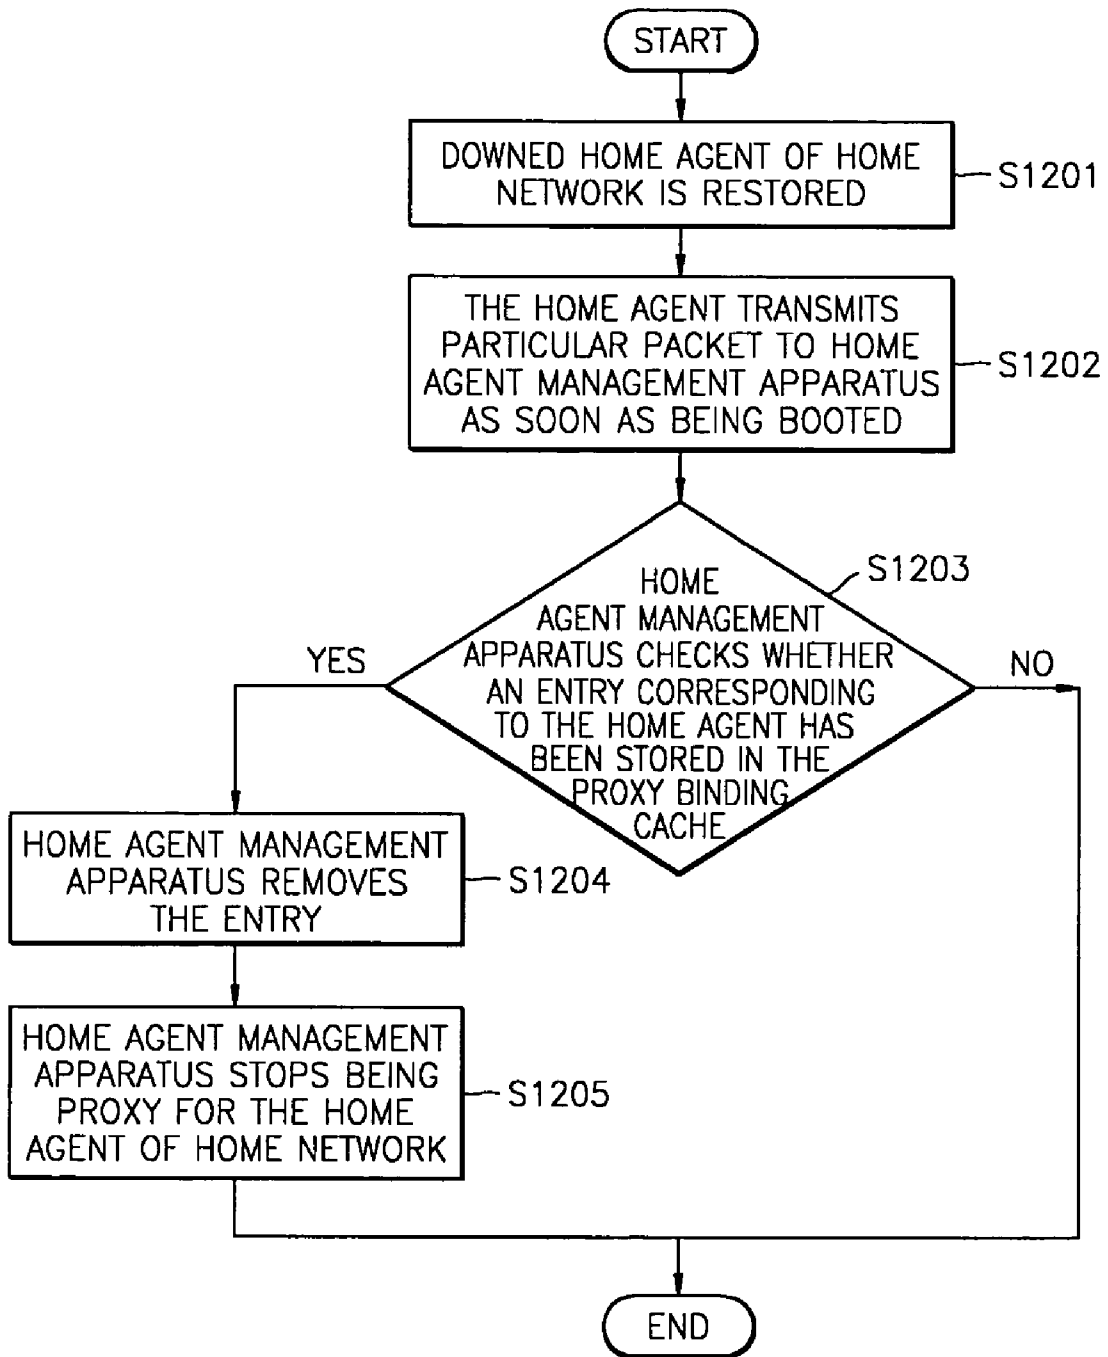 START
DOWNED HOME AGENT OF HOME
NETWORK IS RESTORED
S1201
THE HOME AGENT TRANSMITS
PARTICULAR PACKET TO HOME
AGENT MANAGEMENT APPARATUS
AS SOON AS BEING BOOTED
S1202
HOME
AGENT MANAGEMENT
APPARATUS CHECKS WHETHER
AN ENTRY CORRESPONDING
TO THE HOME AGENT HAS
BEEN STORED IN THE
PROXY BINDING
CACHE
S1203
YES
NO
HOME AGENT MANAGEMENT
APPARATUS REMOVES
THE ENTRY
S1204
HOME AGENT MANAGEMENT
APPARATUS STOPS BEING
PROXY FOR THE HOME
AGENT OF HOME NETWORK
S1205
END